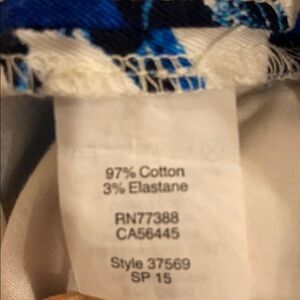 97% Cotton
3% Elastane
RN77388
CA56445
Style 37569
SP 15